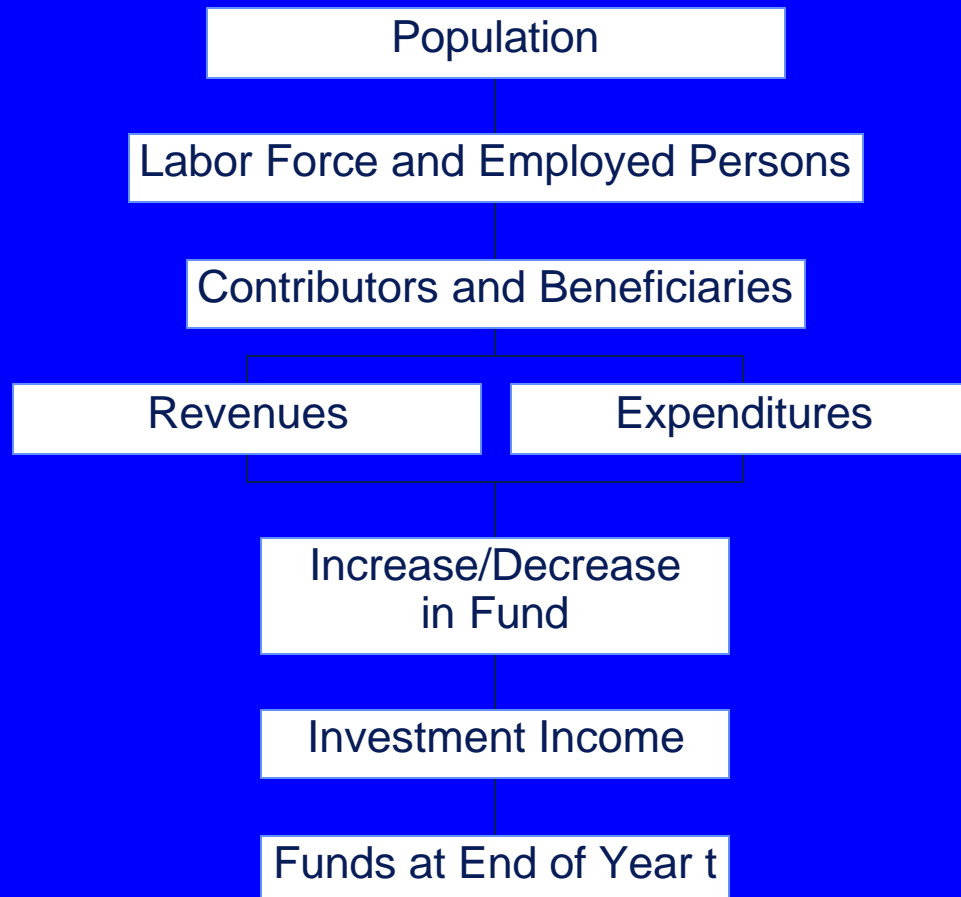 Population
Labor Force and Employed Persons
Contributors and Beneficiaries
Revenues
Expenditures
Increase/Decrease
in Fund
Investment Income
Funds at End of Year t